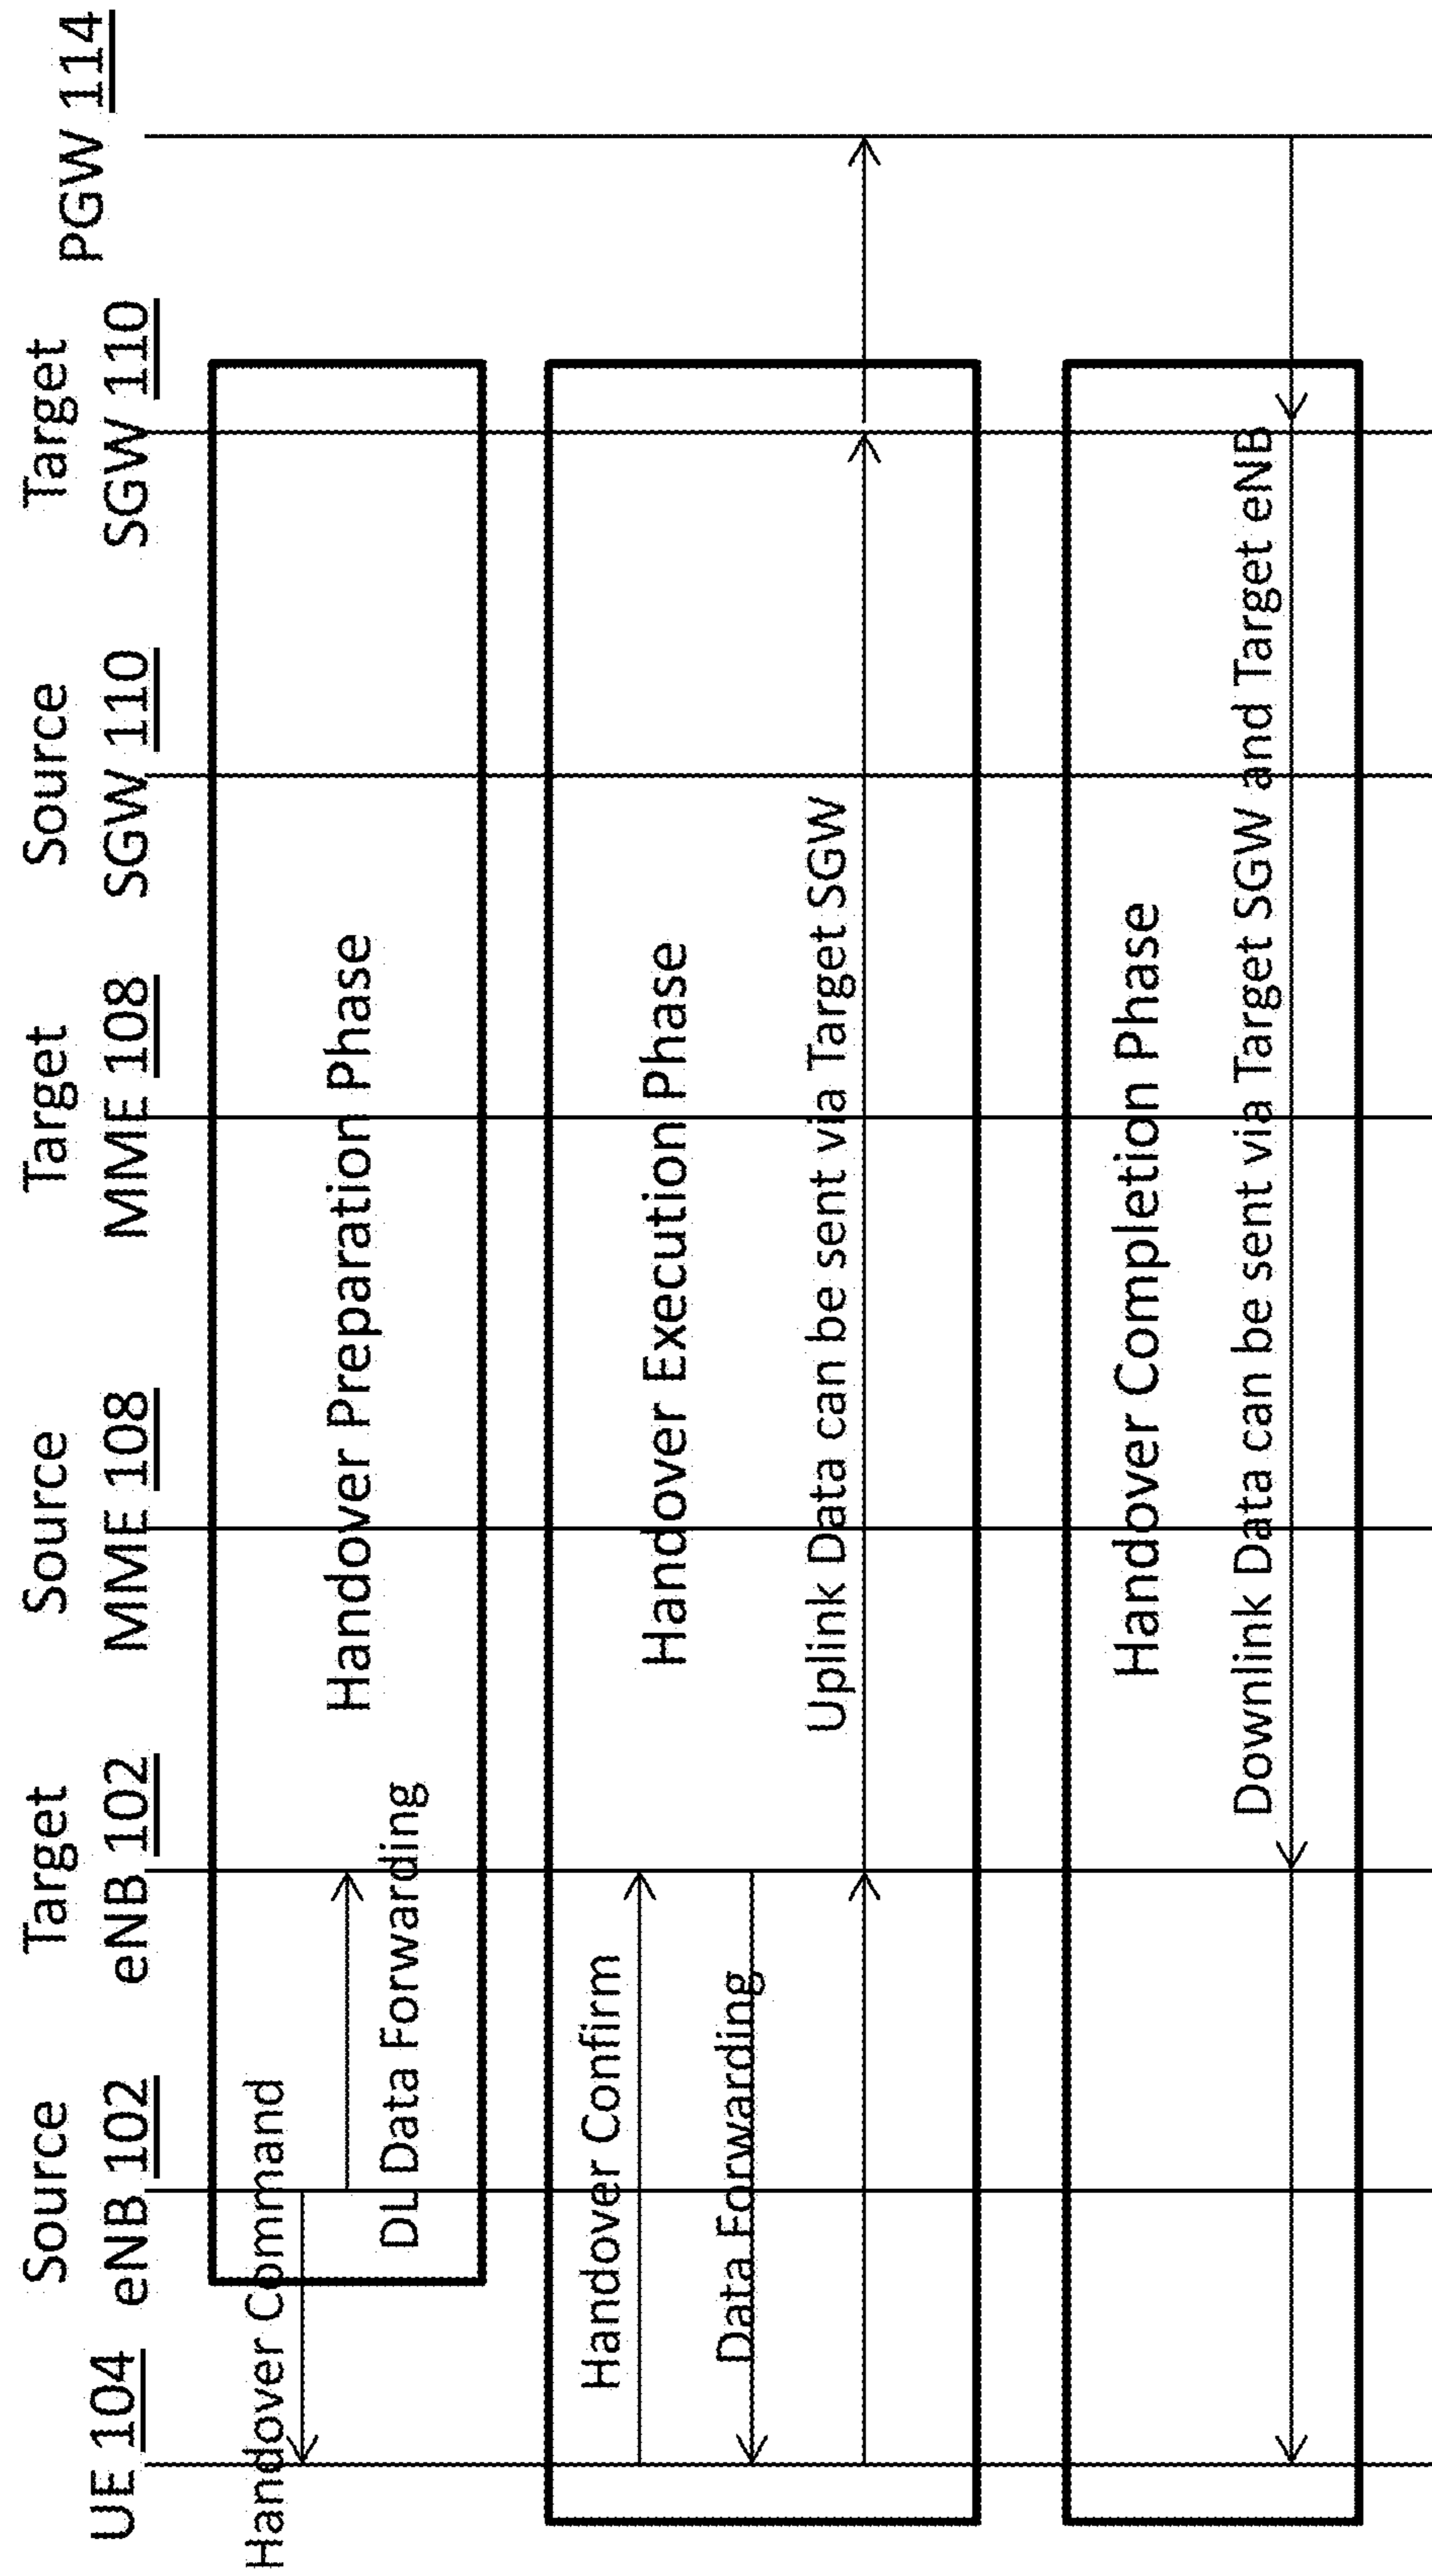 UE 104
Source
eNB 102
Target
eNB 102
Source
MME 108
Target
MME 108
Source
SGW 110
Target
SGW 110
PGW 114
Handover Command
Handover Preparation Phase
DL Data Forwarding
Handover Confirm
Handover Execution Phase
Data Forwarding
Uplink Data can be sent via Target SGW
Handover Completion Phase
Downlink Data can be sent via Target SGW and Target eNB